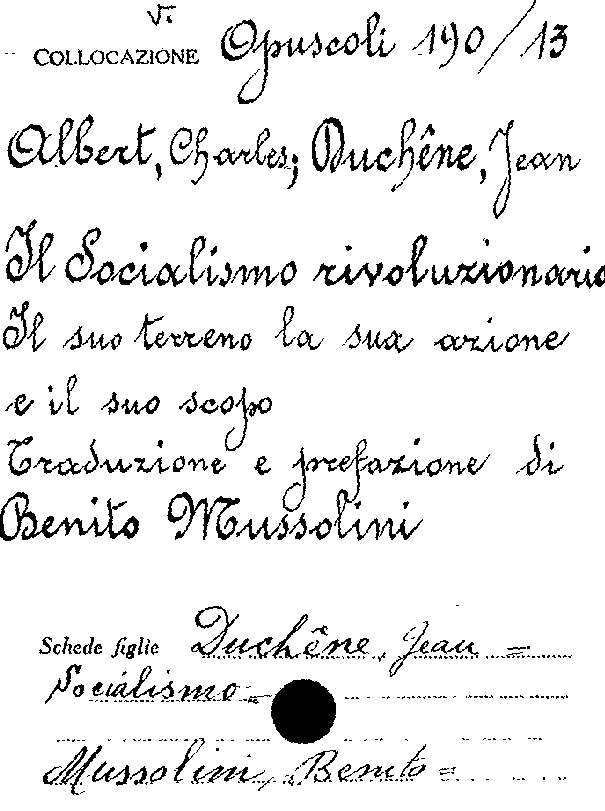 V.
COLLOCAZIONE Opuscoli 190/13
Albert, Charles; Duchêne, Jean
Il Socialismo rivoluzionario
Il suo terreno la sua azione
e il suo scopo
Traduzione e prefazione di
Benito Mussolini
Schede figlie Duchêne, Jean =
Socialismo =
Mussolini, Benito =